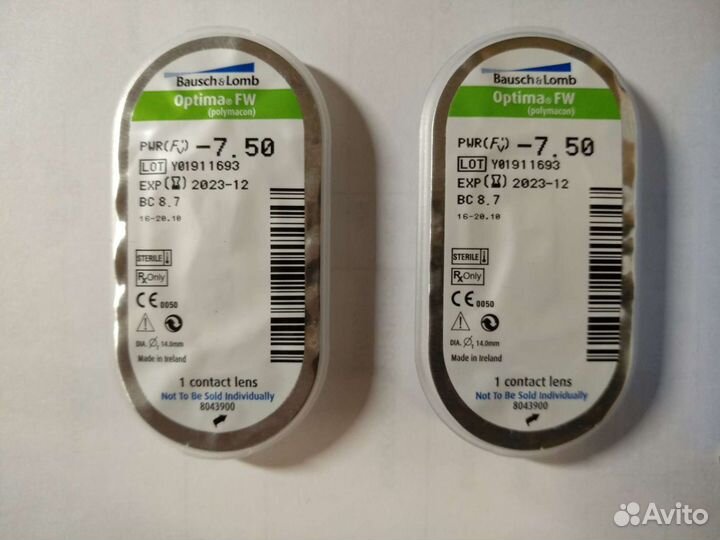 Bausch & Lomb
Optima® FW
(polymacon)
PWR(F'v) -7.50
LOT Y01911693
EXP 2023-12
BC 8.7
16-20.10
STERILE
Rx Only
CE 0050
DIA. Ø, 14.0mm
Made in Ireland
1 contact lens
Not To Be Sold Individually
8043900
Bausch & Lomb
Optima® FW
(polymacon)
PWR(F'v) -7.50
LOT Y01911693
EXP 2023-12
BC 8.7
16-20.10
STERILE
Rx Only
CE 0050
DIA. Ø, 14.0mm
Made in Ireland
1 contact lens
Not To Be Sold Individually
8043900
Avito